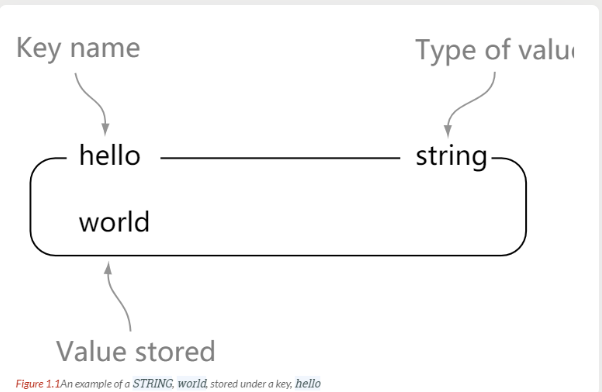 Key name
Type of valu
hello
string
world
Value stored
Figure 1.1An example of a STRING, world, stored under a key, hello